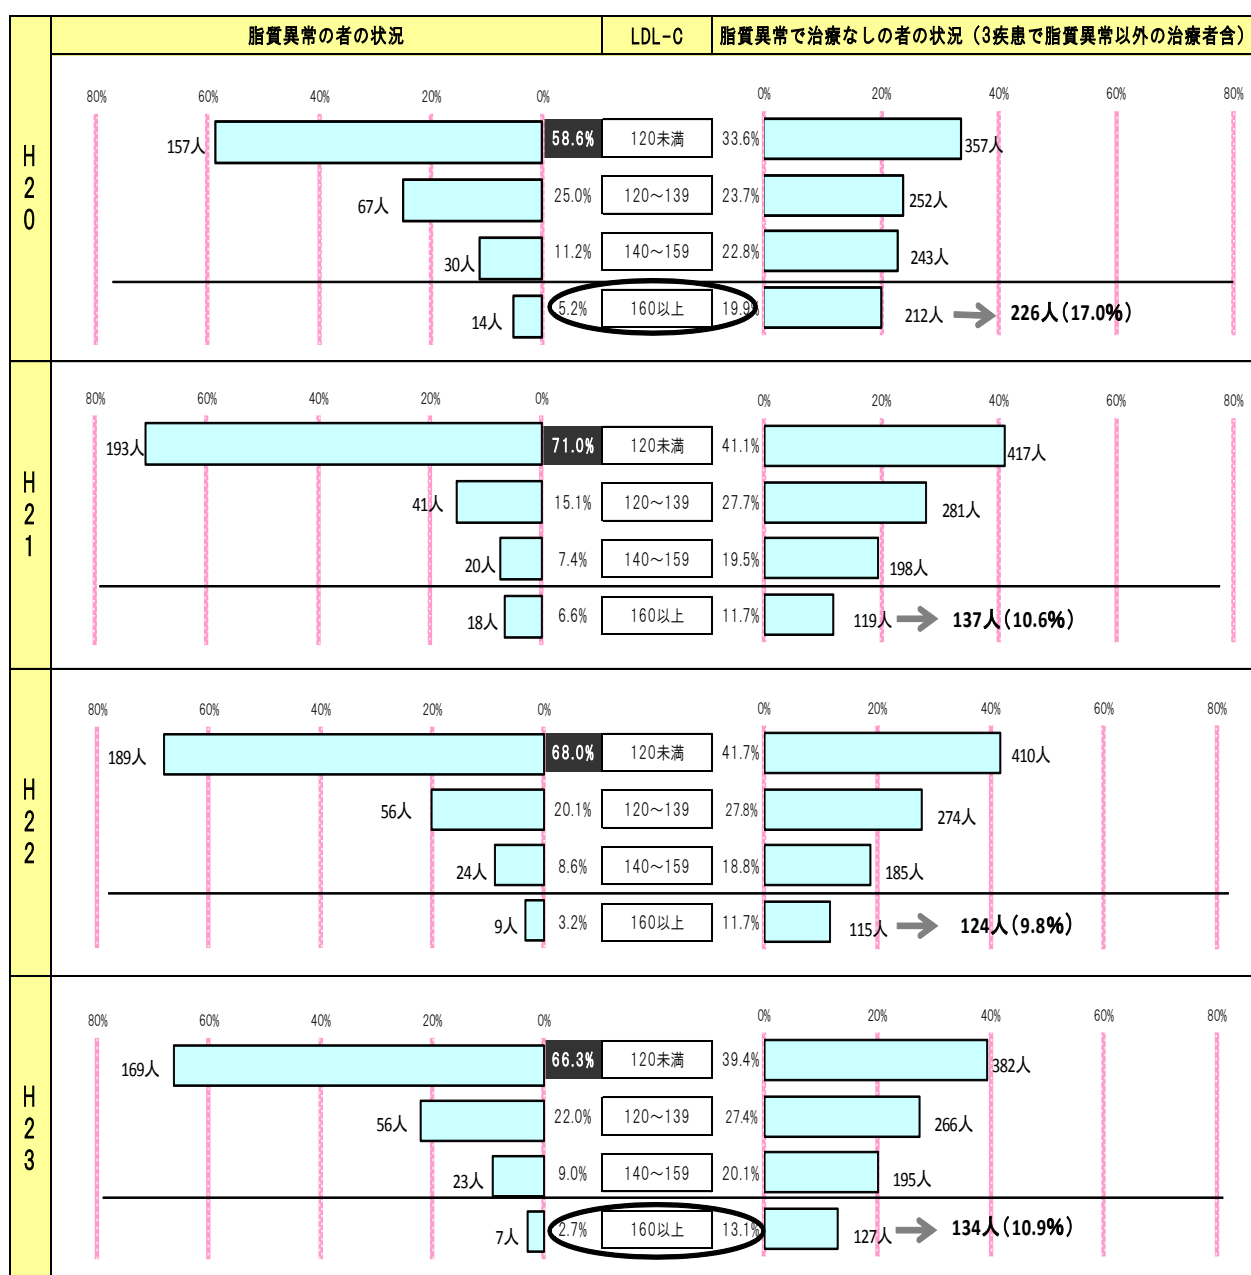 脂質異常の者の状況 LDL-C 脂質異常で治療なしの者の状況（3疾患で脂質異常以外の治療者含）
H20
80% 60% 40% 20% 0% 0% 20% 40% 60% 80%
157人 58.6% 120未満 33.6% 357人
67人 25.0% 120～139 23.7% 252人
30人 11.2% 140～159 22.8% 243人
14人 5.2% 160以上 19.9% 212人 226人（17.0%）
H21
80% 60% 40% 20% 0% 0% 20% 40% 60% 80%
193人 71.0% 120未満 41.1% 417人
41人 15.1% 120～139 27.7% 281人
20人 7.4% 140～159 19.5% 198人
18人 6.6% 160以上 11.7% 119人 137人（10.6%）
H22
80% 60% 40% 20% 0% 0% 20% 40% 60% 80%
189人 68.0% 120未満 41.7% 410人
56人 20.1% 120～139 27.8% 274人
24人 8.6% 140～159 18.8% 185人
9人 3.2% 160以上 11.7% 115人 124人（9.8%）
H23
80% 60% 40% 20% 0% 0% 20% 40% 60% 80%
169人 66.3% 120未満 39.4% 382人
56人 22.0% 120～139 27.4% 266人
23人 9.0% 140～159 20.1% 195人
7人 2.7% 160以上 13.1% 127人 134人（10.9%）